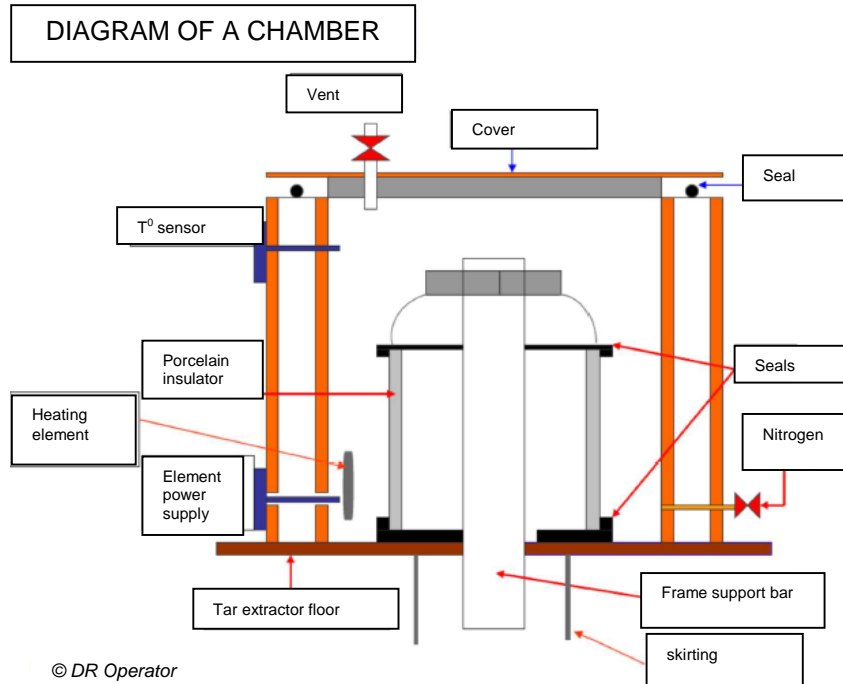 DIAGRAM OF A CHAMBER
Vent
Cover
Seal
T⁰ sensor
Porcelain
insulator
Seals
Heating
element
Nitrogen
Element
power
supply
Tar extractor floor
Frame support bar
skirting
© DR Operator